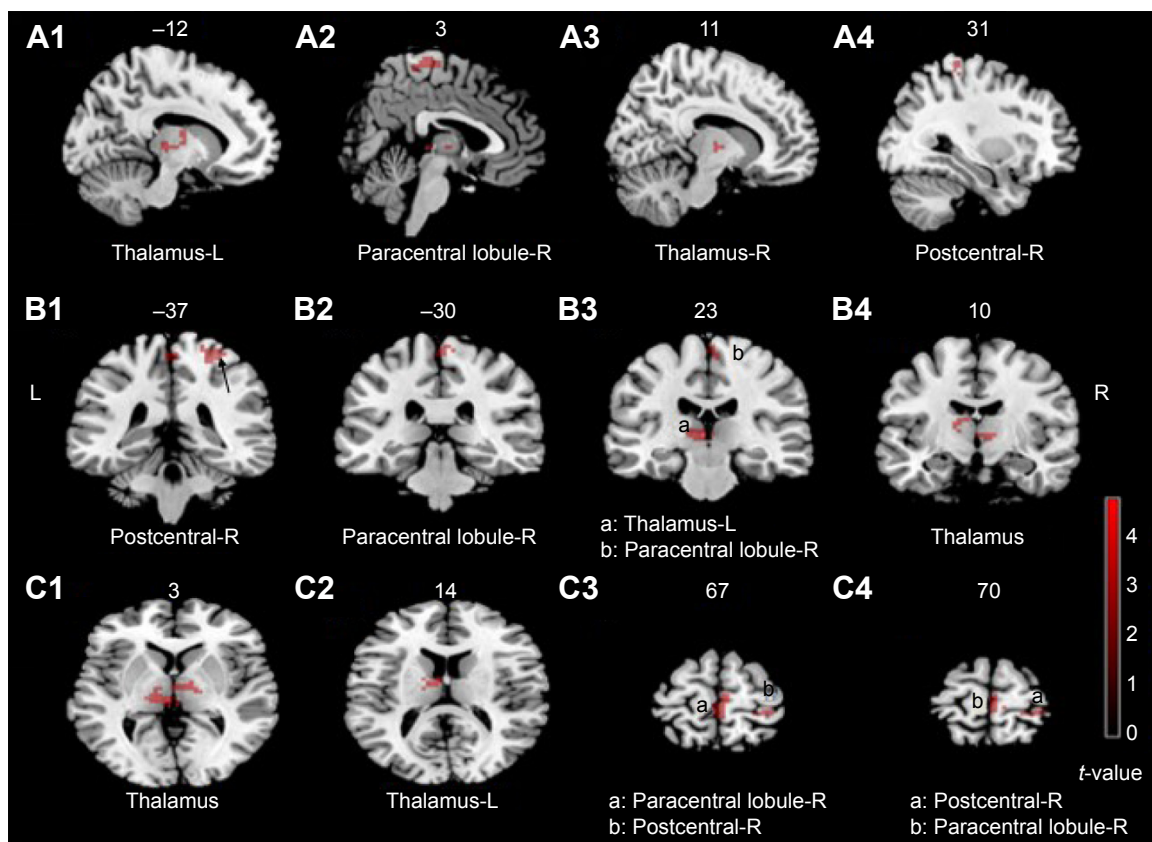 A1 –12 A2 3 A3 11 A4 31
Thalamus-L Paracentral lobule-R Thalamus-R Postcentral-R
B1 –37 B2 –30 B3 23 B4 10
b
L R
a
Postcentral-R Paracentral lobule-R a: Thalamus-L Thalamus
b: Paracentral lobule-R
4
3
2
1
0
t-value
C1 3 C2 14 C3 67 C4 70
b a
a b
Thalamus Thalamus-L a: Paracentral lobule-R a: Postcentral-R
b: Postcentral-R b: Paracentral lobule-R